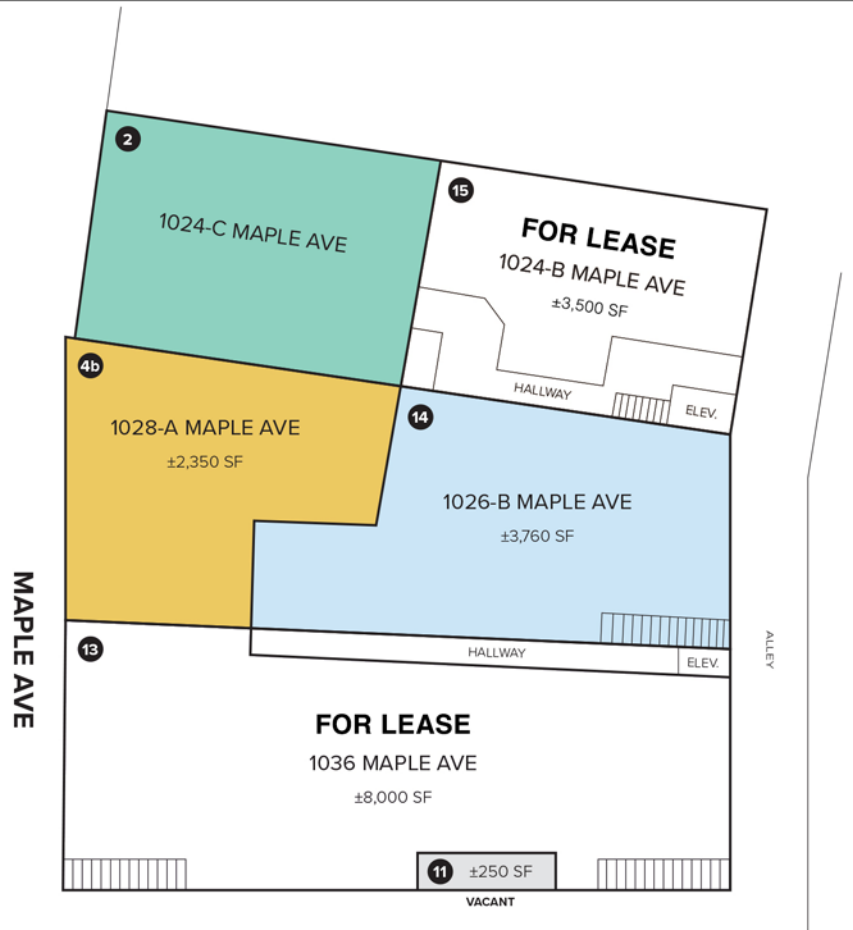 2
1024-C MAPLE AVE
15
FOR LEASE
1024-B MAPLE AVE
±3,500 SF
HALLWAY
ELEV.
4b
1028-A MAPLE AVE
±2,350 SF
14
1026-B MAPLE AVE
±3,760 SF
MAPLE AVE
ALLEY
13
HALLWAY
ELEV.
FOR LEASE
1036 MAPLE AVE
±8,000 SF
11 ±250 SF
VACANT